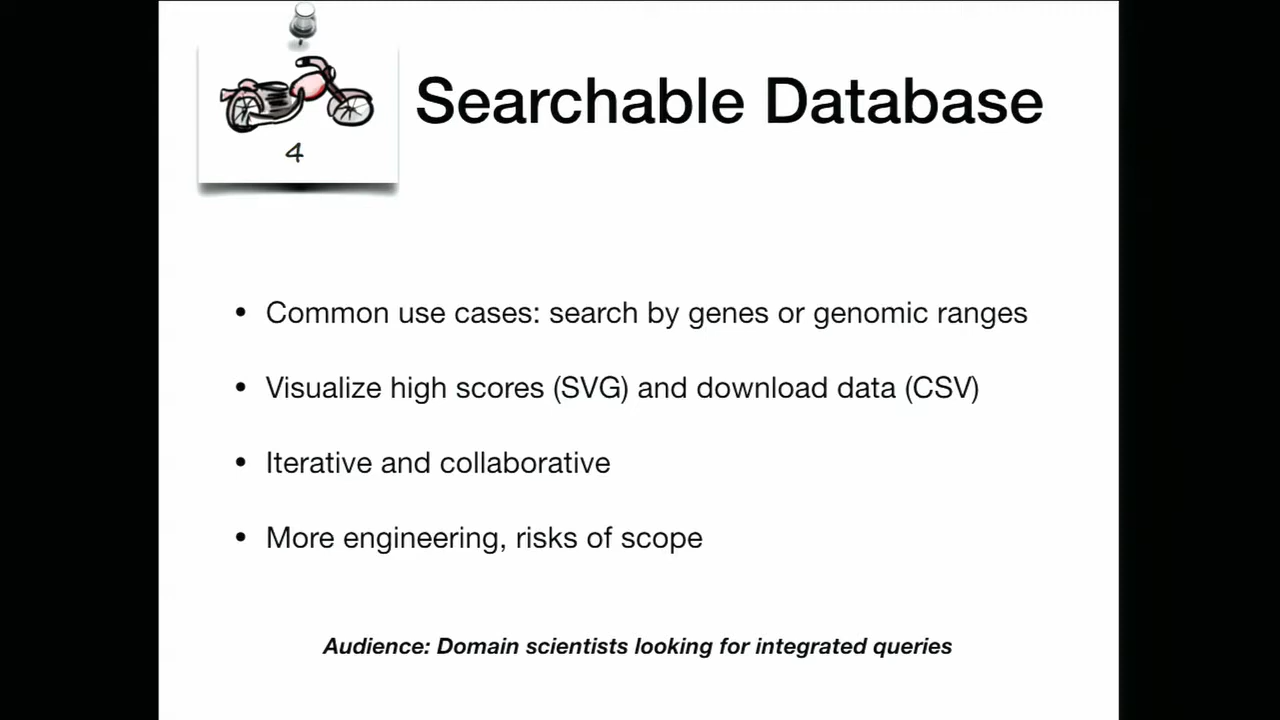 4
Searchable Database
• Common use cases: search by genes or genomic ranges
• Visualize high scores (SVG) and download data (CSV)
• Iterative and collaborative
• More engineering, risks of scope
Audience: Domain scientists looking for integrated queries